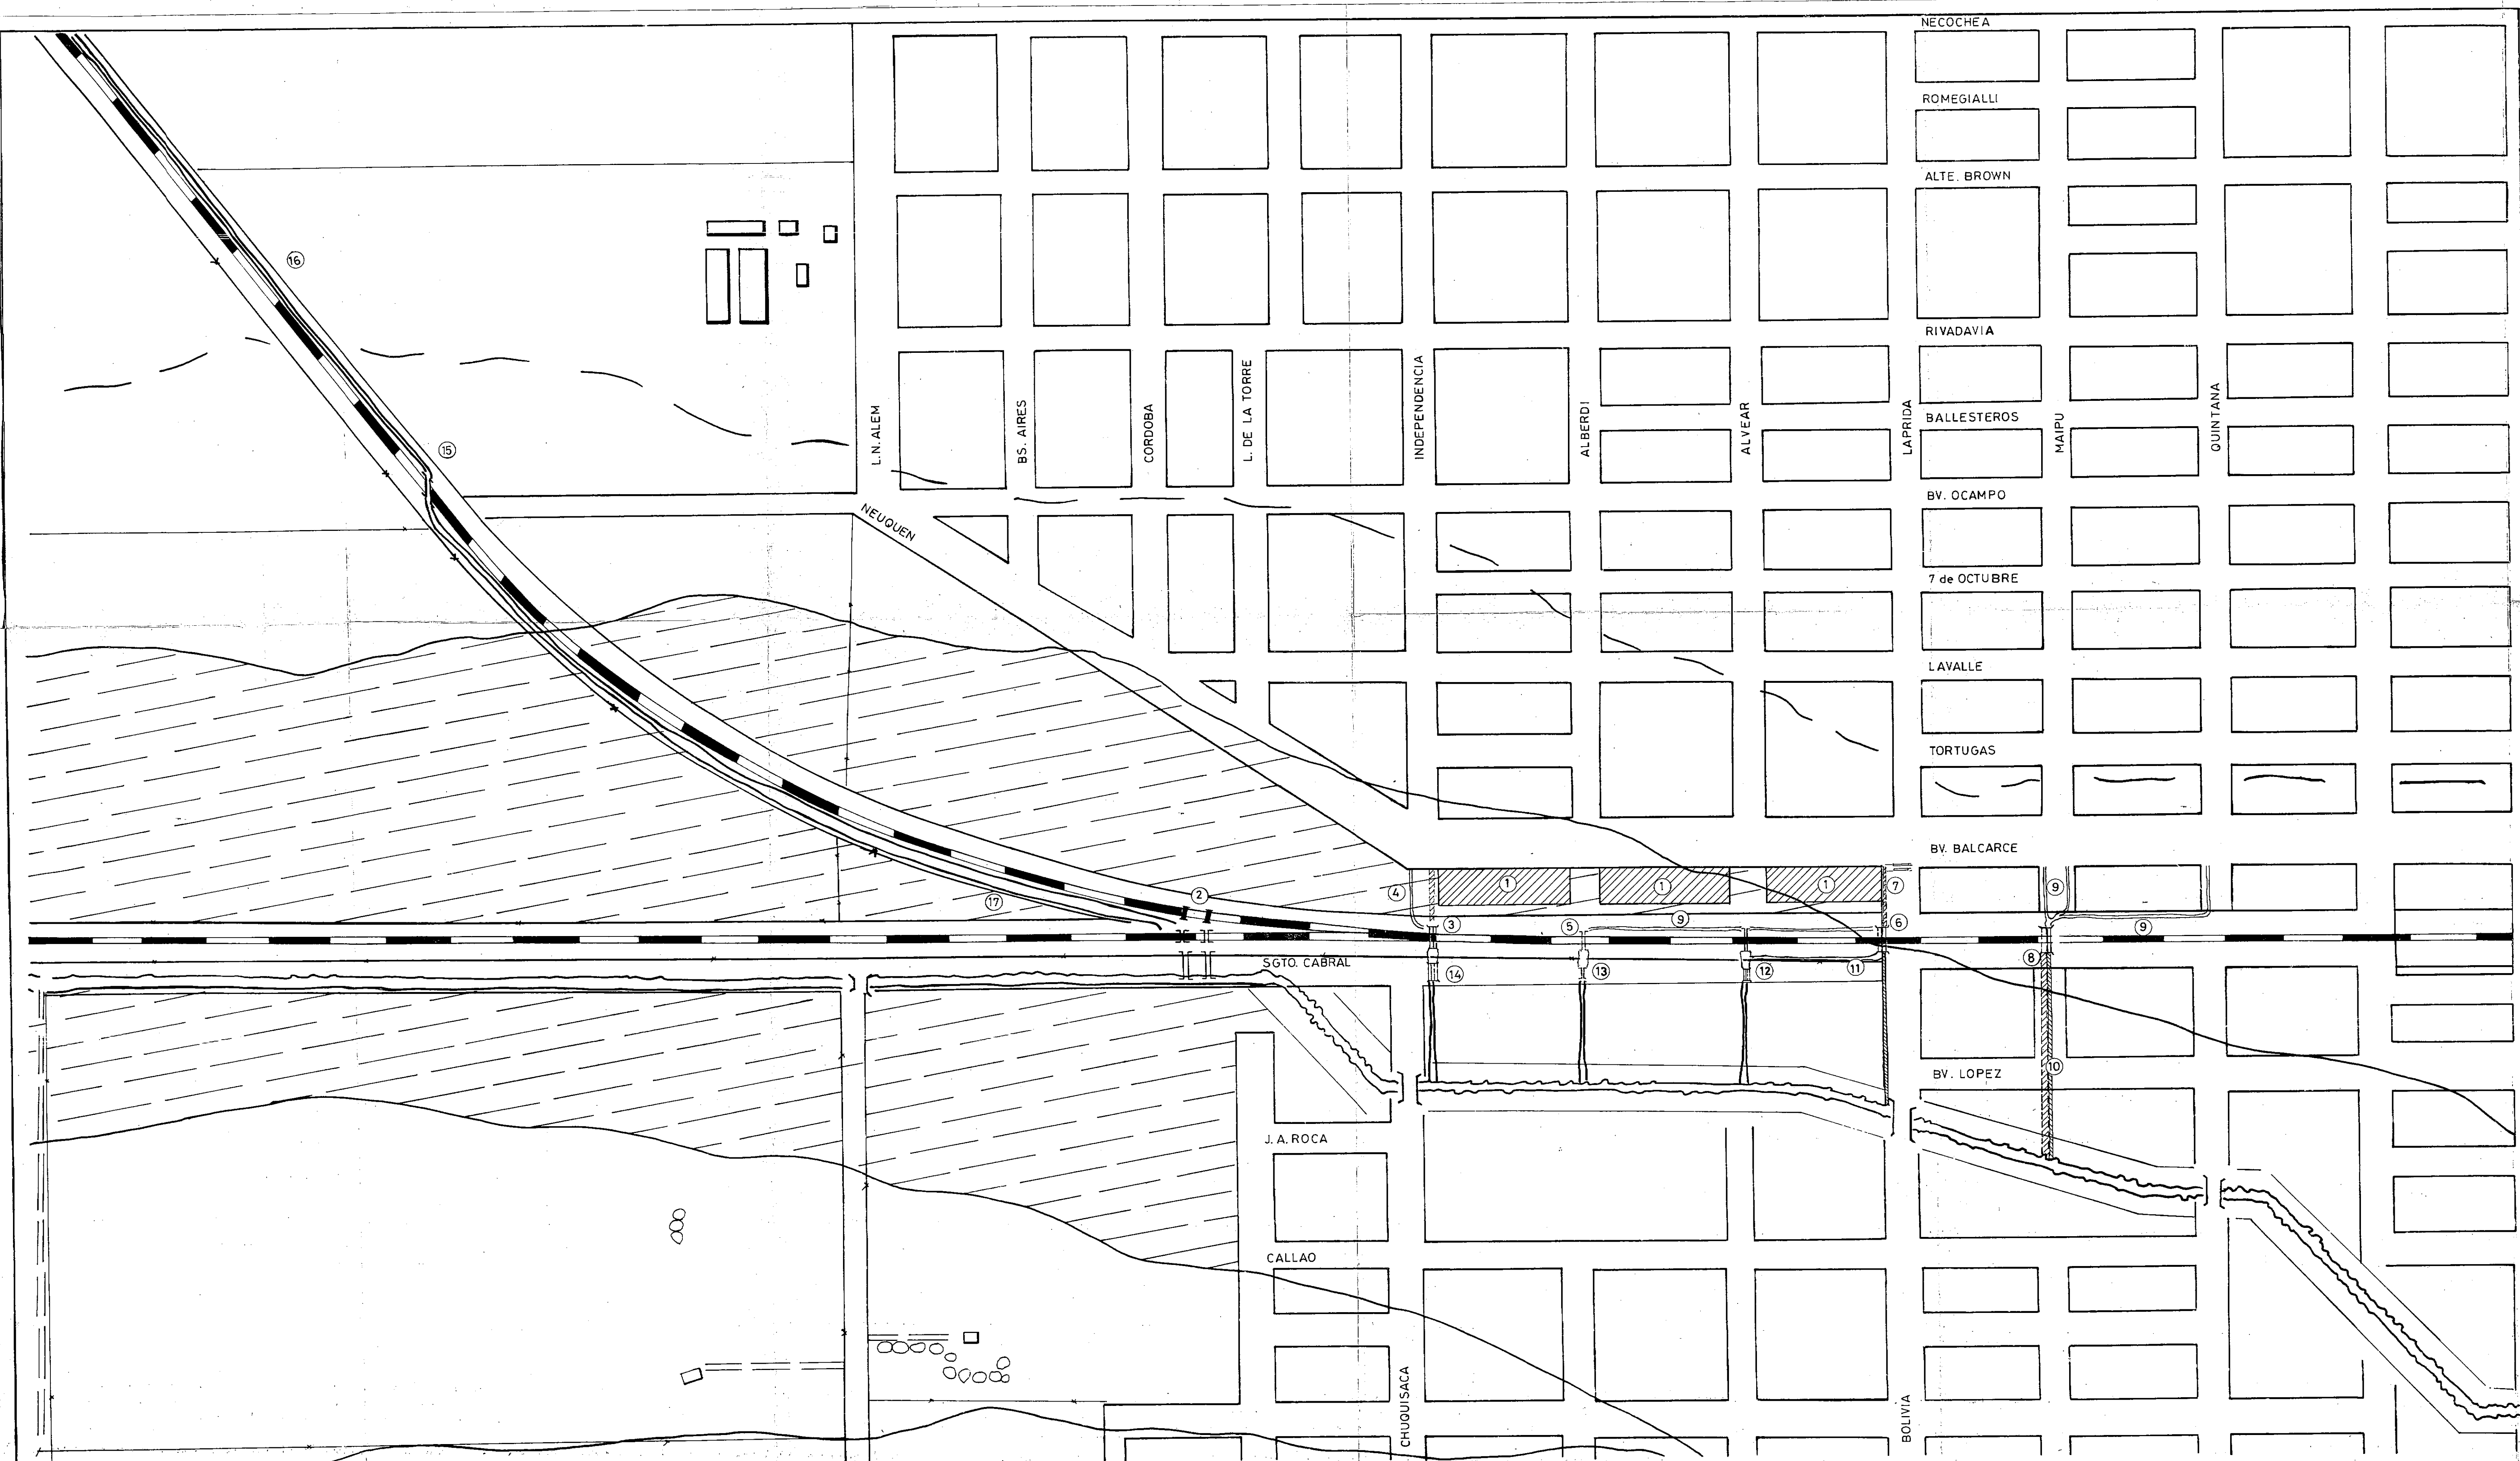 NECOCHEA
ROMEGIALLI
ALTE. BROWN
16
RIVADAVIA
L.N. ALEM
BS. AIRES
CORDOBA
L. DE LA TORRE
INDEPENDENCIA
ALBERDI
ALVEAR
LAPRIDA
BALLESTEROS
MAIPU
QUINTANA
15
BV. OCAMPO
NEUQUEN
7 de OCTUBRE
LAVALLE
TORTUGAS
BV. BALCARCE
4
1
1
1
7
9
2
17
3
5
9
6
9
SGTO. CABRAL
14
13
12
11
8
BV. LOPEZ
10
J. A. ROCA
CALLAO
CHUQUISACA
BOLIVIA